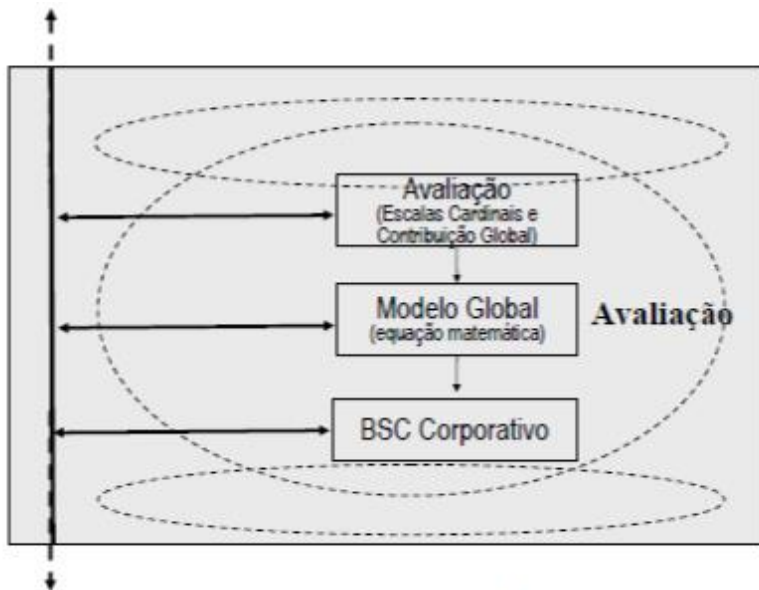 Avaliação
(Escalas Cardinais e
Contribuição Global)
Modelo Global
(equação matemática)
Avaliação
BSC Corporativo